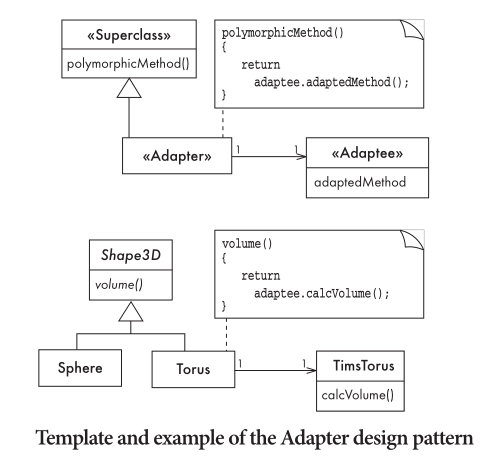 «Superclass»
polymorphicMethod()
polymorphicMethod()
{
return
adaptee.adaptedMethod();
}
«Adapter»
1
1
«Adaptee»
adaptedMethod
Shape3D
volume()
volume()
{
return
adaptee.calcVolume();
}
Sphere
Torus
1
1
TimsTorus
calcVolume()
Template and example of the Adapter design pattern